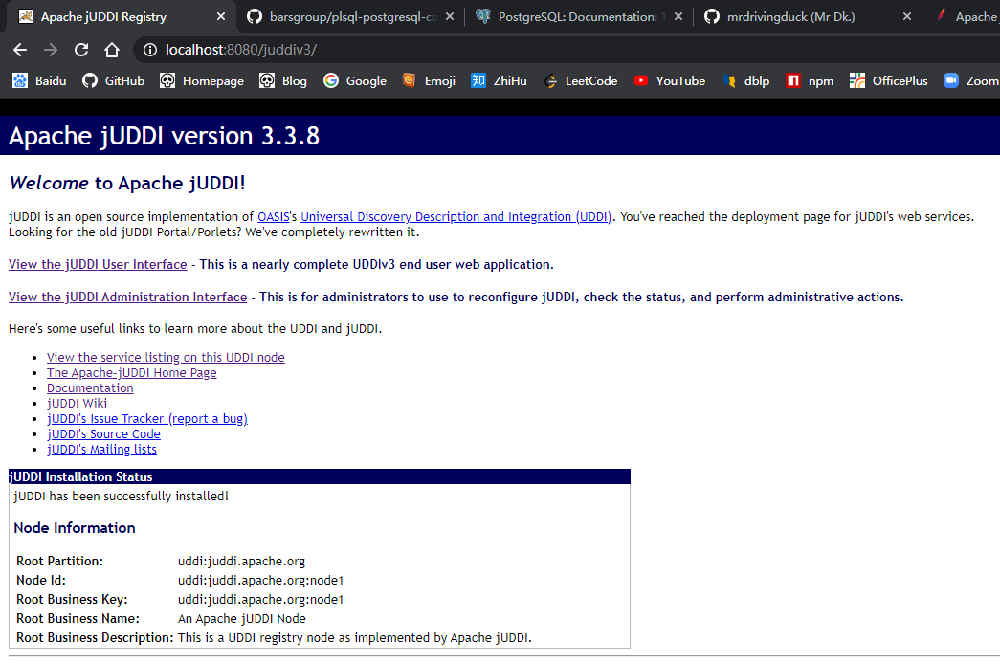 Apache jUDDI Registry
barsgroup/plsql-postgresql-co
PostgreSQL: Documentation: 1
mrdrivingduck (Mr Dk.)
Apache
localhost:8080/juddiv3/
Baidu GitHub Homepage Blog Google Emoji 知 ZhiHu LeetCode YouTube dblp npm OfficePlus Zoom
Apache jUDDI version 3.3.8
Welcome to Apache jUDDI!
jUDDI is an open source implementation of OASIS's Universal Discovery Description and Integration (UDDI). You've reached the deployment page for jUDDI's web services.
Looking for the old jUDDI Portal/Porlets? We've completely rewritten it.
View the jUDDI User Interface - This is a nearly complete UDDIv3 end user web application.
View the jUDDI Administration Interface - This is for administrators to use to reconfigure jUDDI, check the status, and perform administrative actions.
Here's some useful links to learn more about the UDDI and jUDDI.
View the service listing on this UDDI node
The Apache-jUDDI Home Page
Documentation
jUDDI Wiki
jUDDI's Issue Tracker (report a bug)
jUDDI's Source Code
jUDDI's Mailing lists
jUDDI Installation Status
jUDDI has been successfully installed!
Node Information
Root Partition: uddi:juddi.apache.org
Node Id: uddi:juddi.apache.org:node1
Root Business Key: uddi:juddi.apache.org:node1
Root Business Name: An Apache jUDDI Node
Root Business Description: This is a UDDI registry node as implemented by Apache jUDDI.